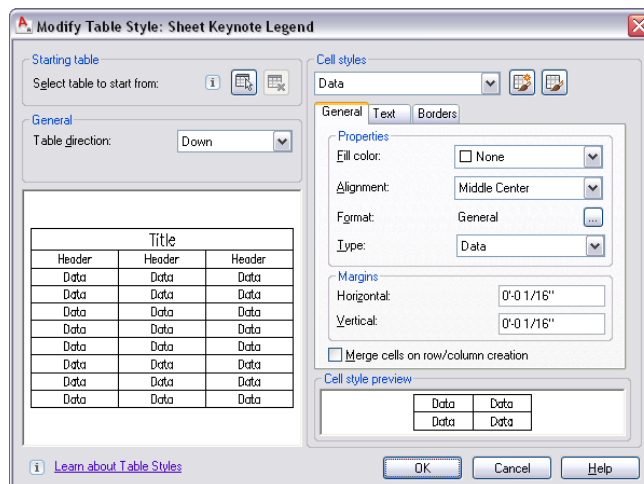 Modify Table Style: Sheet Keynote Legend
Starting table
Select table to start from:
General
Table direction: Down
Title
Header Header Header
Data Data Data
Data Data Data
Data Data Data
Data Data Data
Data Data Data
Data Data Data
Data Data Data
Data Data Data
Learn about Table Styles
Cell styles
Data
General Text Borders
Properties
Fill color: None
Alignment: Middle Center
Format: General ...
Type: Data
Margins
Horizontal: 0'-0 1/16"
Vertical: 0'-0 1/16"
Merge cells on row/column creation
Cell style preview
Data Data
Data Data
OK Cancel Help